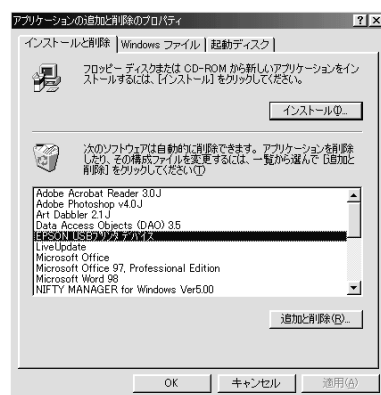 アプリケーションの追加と削除のプロパティ
インストールと削除
Windows ファイル
起動ディスク
フロッピー ディスクまたは CD-ROM から新しいアプリケーションをイン
ストールするには、[インストール] をクリックしてください。
インストール(I)...
次のソフトウェアは自動的に削除できます。アプリケーションを削除
したり、その構成ファイルを変更するには、一覧から選んで [追加と
削除] をクリックしてください(T)
Adobe Acrobat Reader 3.0J
Adobe Photoshop v4.0J
Art Dabbler 2.1J
Data Access Objects (DAO) 3.5
EPSON USBプリンタデバイス
LiveUpdate
Microsoft Office
Microsoft Office 97, Professional Edition
Microsoft Word 98
NIFTY MANAGER for Windows Ver5.00
追加と削除(R)...
OK
キャンセル
適用(A)